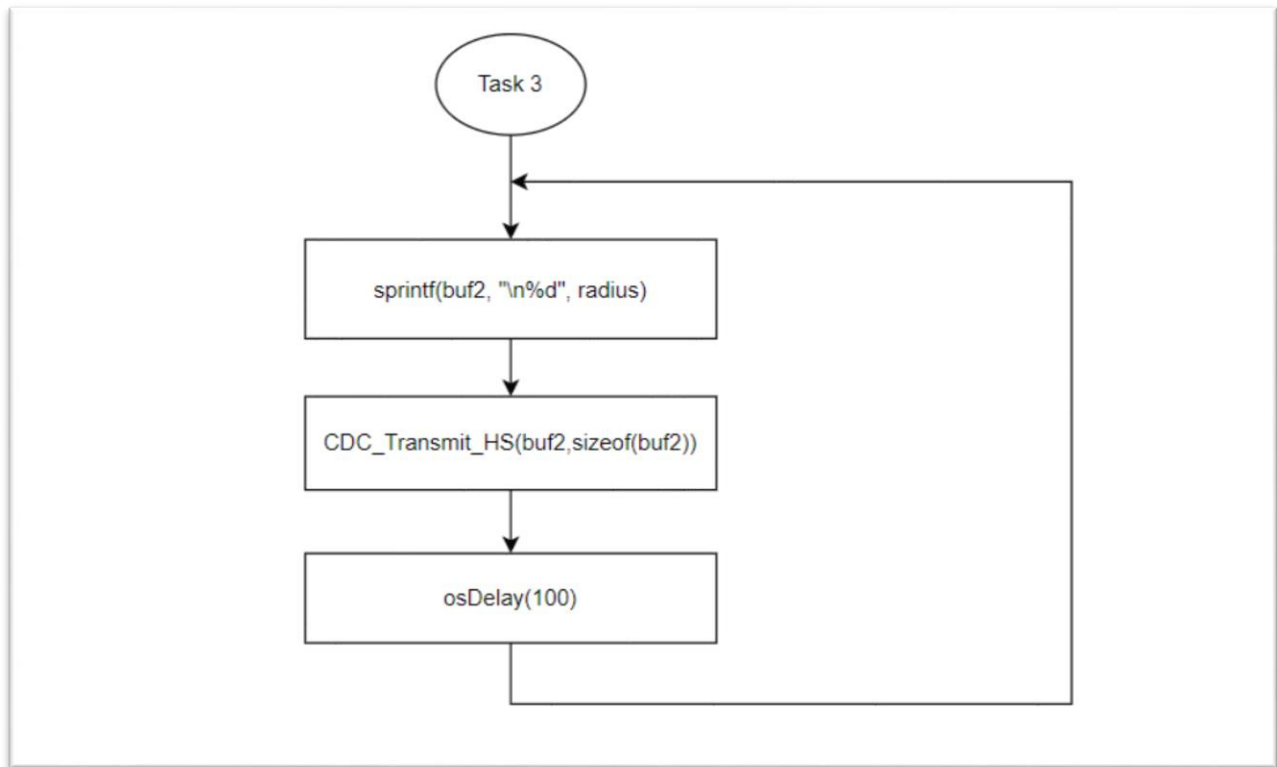 Task 3
sprintf(buf2, "\n%d", radius)
CDC_Transmit_HS(buf2,sizeof(buf2))
osDelay(100)